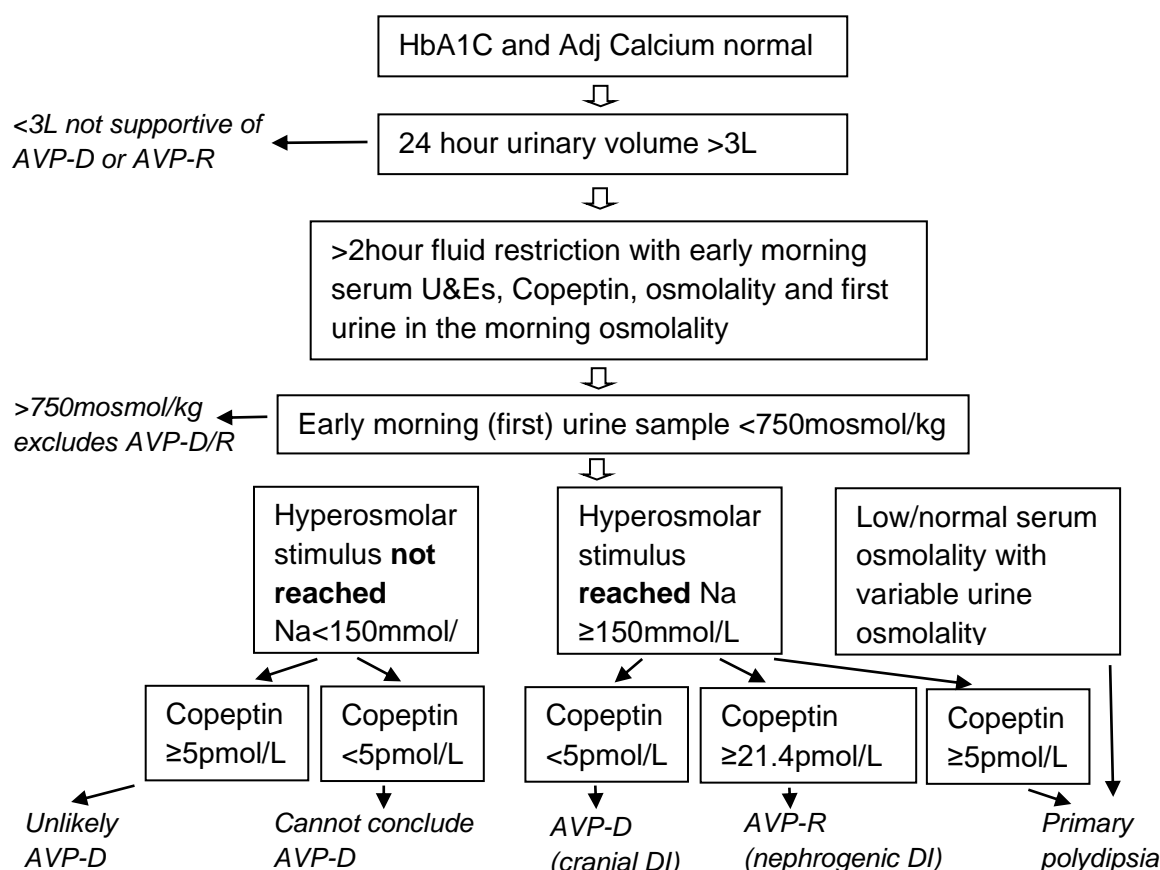 HbA1C and Adj Calcium normal
<3L not supportive of
AVP-D or AVP-R
24 hour urinary volume >3L
>2hour fluid restriction with early morning
serum U&Es, Copeptin, osmolality and first
urine in the morning osmolality
>750mosmol/kg
excludes AVP-D/R
Early morning (first) urine sample <750mosmol/kg
Hyperosmolar
stimulus not
reached
Na<150mmol/
Hyperosmolar
stimulus
reached Na
≥150mmol/L
Low/normal serum
osmolality with
variable urine
osmolality
Copeptin
≥5pmol/L
Copeptin
<5pmol/L
Copeptin
<5pmol/L
Copeptin
≥21.4pmol/L
Copeptin
≥5pmol/L
Unlikely
AVP-D
Cannot conclude
AVP-D
AVP-D
(cranial DI)
AVP-R
(nephrogenic DI)
Primary
polydipsia